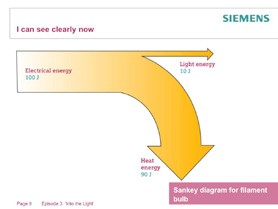 SIEMENS
I can see clearly now
Electrical energy
100 J
Light energy
10 J
Heat
energy
90 J
Sankey diagram for filament
bulb
Page 9 Episode 3: 'Into the Light'